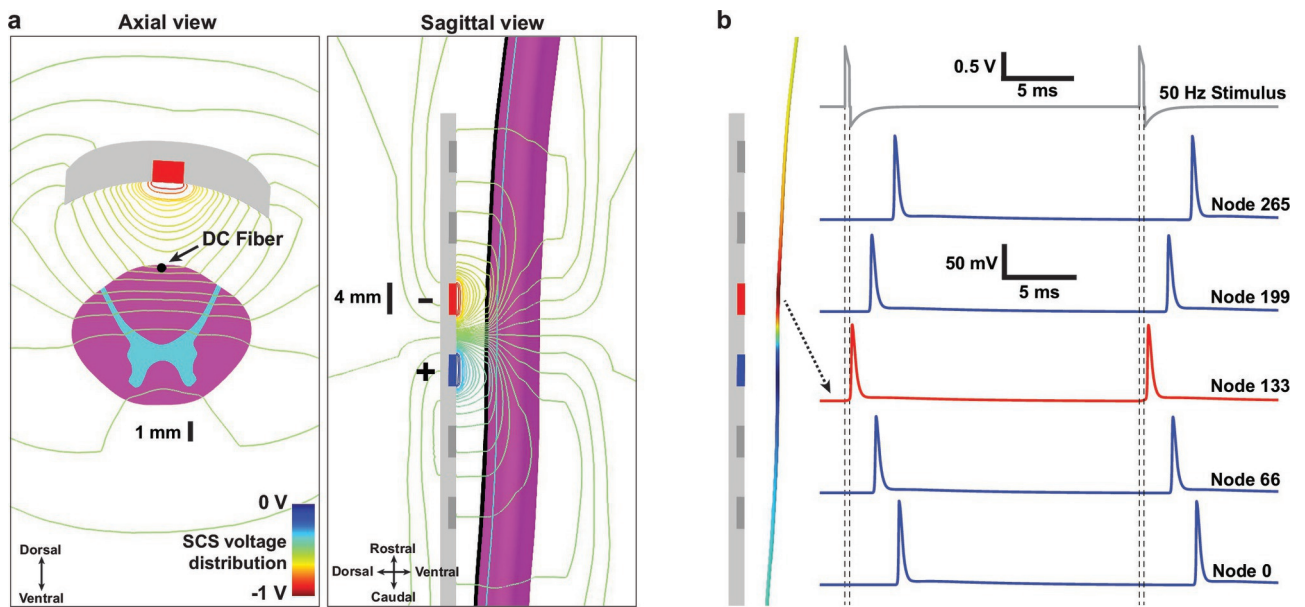 a
Axial view
DC Fiber
1 mm
0 V
SCS voltage
distribution
-1 V
Dorsal
Ventral
Sagittal view
4 mm
-
+
Rostral
Dorsal
Ventral
Caudal
b
0.5 V
5 ms
50 Hz Stimulus
Node 265
50 mV
5 ms
Node 199
Node 133
Node 66
Node 0